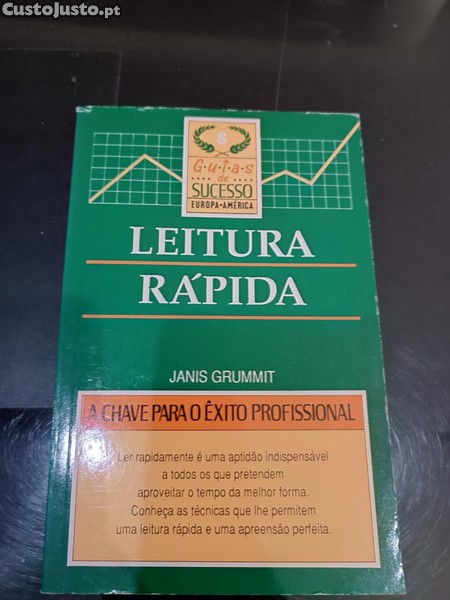 CustoJusto.pt
$
Guias
de
SUCESSO
EUROPA-AMÉRICA
LEITURA
RÁPIDA
JANIS GRUMMIT
A CHAVE PARA O ÊXITO PROFISSIONAL
Ler rapidamente é uma aptidão indispensável
a todos os que pretendem
aproveitar o tempo da melhor forma.
Conheça as técnicas que lhe permitem
uma leitura rápida e uma apreensão perfeita.